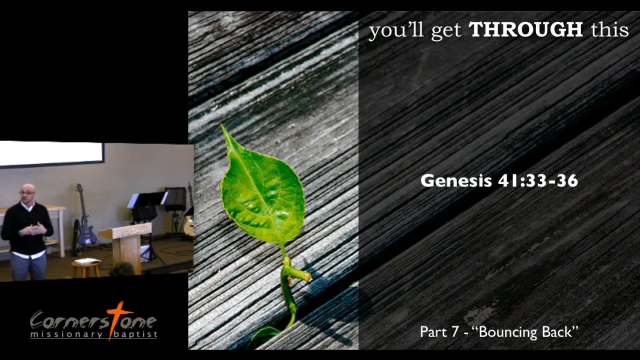 you'll get THROUGH this
Genesis 41:33-36
Part 7 - "Bouncing Back"
Cornerstone
missionary baptist